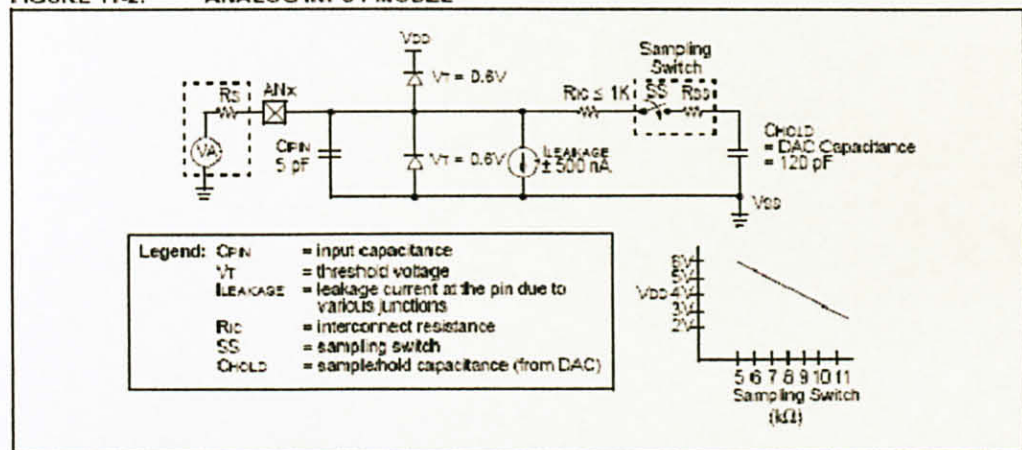 FIGURE 11-2: ANALOG INPUT MODEL
VDD
Sampling
Switch
VT = 0.6V
RS
ANx
RIC ≤ 1K
SS
RSS
VA
CPIN
5 pF
VT = 0.6V
ILEAKAGE
± 500 nA
CHOLD
= DAC Capacitance
= 120 pF
VSS
Legend: CPIN = input capacitance
VT = threshold voltage
ILEAKAGE = leakage current at the pin due to
various junctions
RIC = interconnect resistance
SS = sampling switch
CHOLD = sample/hold capacitance (from DAC)
6V
5V
VDD 4V
3V
2V
5 6 7 8 9 10 11
Sampling Switch
(kΩ)